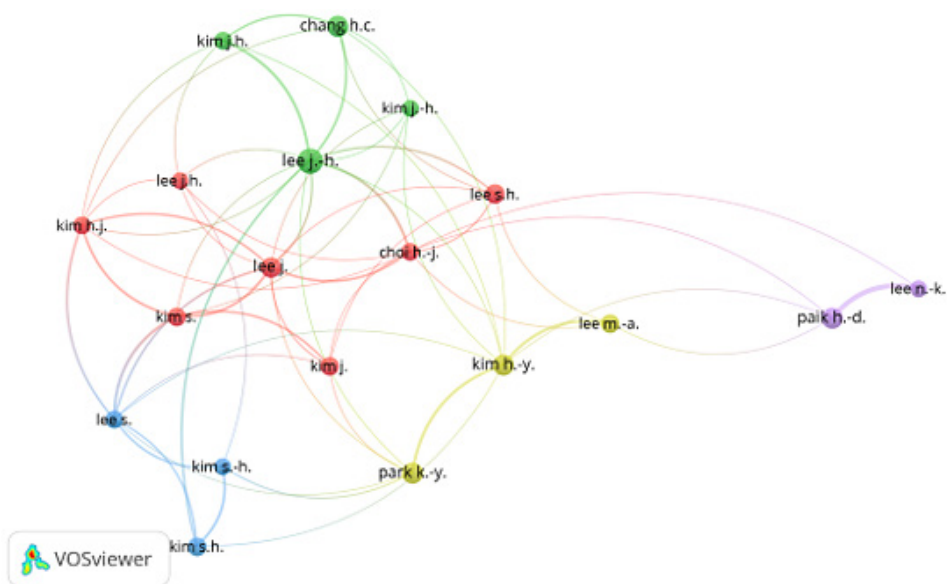 chang h.c.
kim j.h.
kim j.-h.
lee j.-h.
lee j.h.
lee s.h.
kim h.j.
choi h.-j.
lee j.
lee n.-k.
kim s.
paik h.-d.
lee m.-a.
kim j.
kim h.-y.
lee s.
kim s.-h.
park k.-y.
kim s.h.
VOSviewer